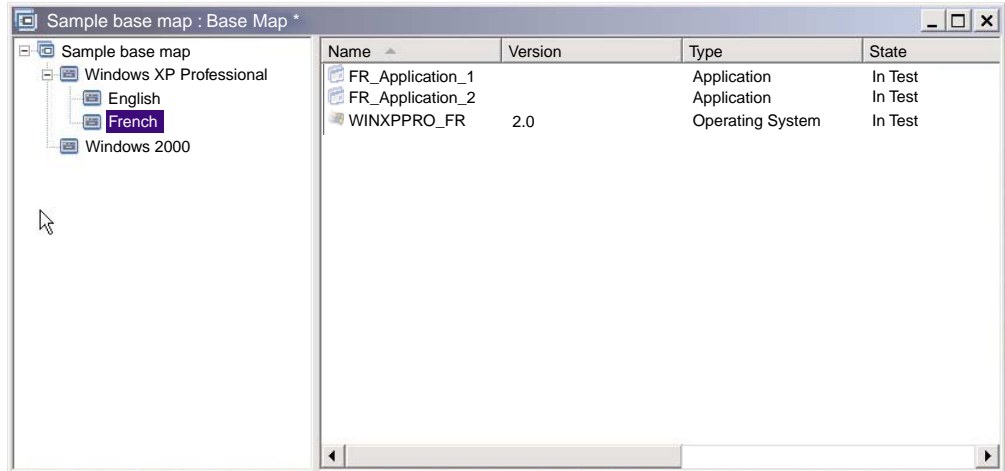 Sample base map : Base Map *
Sample base map
Windows XP Professional
English
French
Windows 2000
Name Version Type State
FR_Application_1 Application In Test
FR_Application_2 Application In Test
WINXPPRO_FR 2.0 Operating System In Test